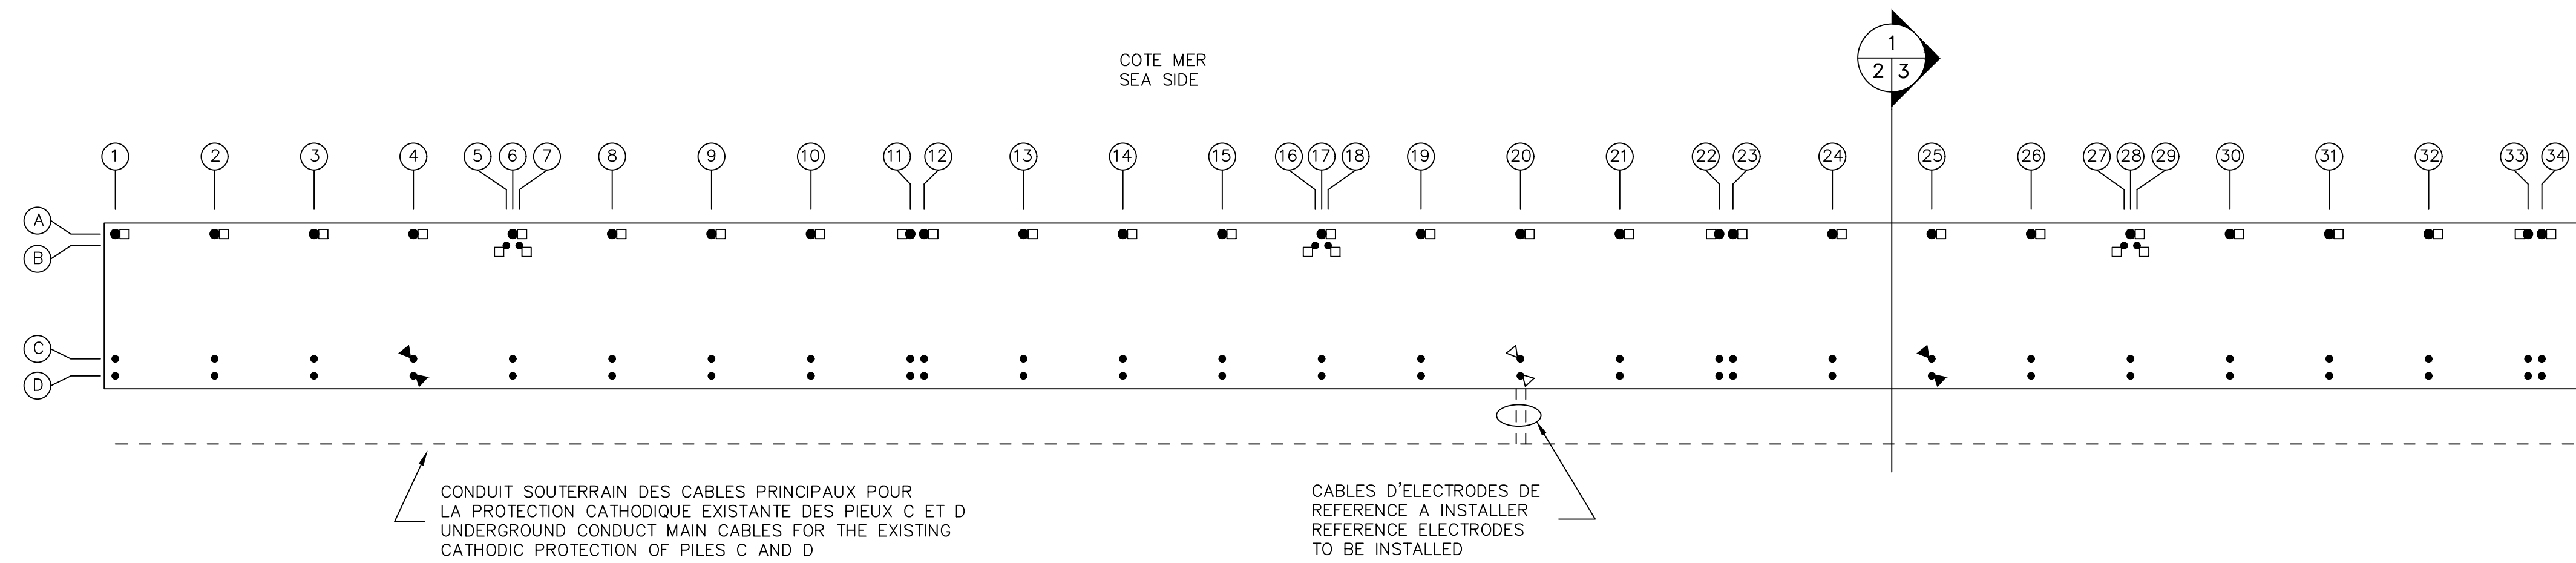 COTE MER
SEA SIDE
1
2 3
1 2 3 4 5 6 7 8 9 10 11 12 13 14 15 16 17 18 19 20 21 22 23 24 25 26 27 28 29 30 31 32 33 34
A
B
C
D
CONDUIT SOUTERRAIN DES CABLES PRINCIPAUX POUR
LA PROTECTION CATHODIQUE EXISTANTE DES PIEUX C ET D
UNDERGROUND CONDUCT MAIN CABLES FOR THE EXISTING
CATHODIC PROTECTION OF PILES C AND D
CABLES D'ELECTRODES DE
REFERENCE A INSTALLER
REFERENCE ELECTRODES
TO BE INSTALLED